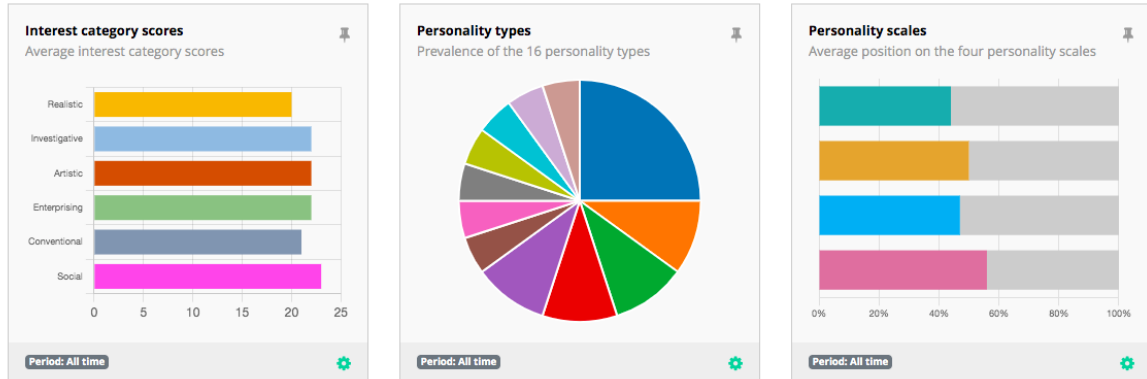 Interest category scores
Average interest category scores
Realistic
Investigative
Artistic
Enterprising
Conventional
Social
0 5 10 15 20 25
Period: All time
Personality types
Prevalence of the 16 personality types
Period: All time
Personality scales
Average position on the four personality scales
0% 20% 40% 60% 80% 100%
Period: All time